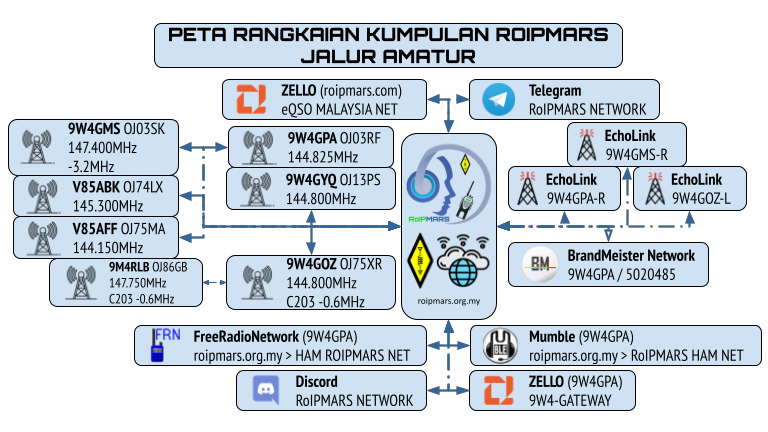 PETA RANGKAIAN KUMPULAN ROIPMARS
JALUR AMATUR
ZELLO (roipmars.com)
eQSO MALAYSIA NET
Telegram
RoIPMARS NETWORK
9W4GMS OJ03SK
147.400MHz
-3.2MHz
V85ABK OJ74LX
145.300MHz
V85AFF OJ75MA
144.150MHz
9M4RLB OJ86GB
147.750MHz
C203 -0.6MHz
9W4GPA OJ03RF
144.825MHz
9W4GYQ OJ13PS
144.800MHz
9W4GOZ OJ75XR
144.800MHz
C203 -0.6MHz
RoIPMARS
roipmars.org.my
EchoLink
9W4GMS-R
EchoLink
9W4GPA-R
EchoLink
9W4GOZ-L
BM
BrandMeister Network
9W4GPA / 5020485
FRN
FreeRadioNetwork (9W4GPA)
roipmars.org.my > HAM ROIPMARS NET
Mumble (9W4GPA)
roipmars.org.my > RoIPMARS HAM NET
Discord
RoIPMARS NETWORK
ZELLO (9W4GPA)
9W4-GATEWAY